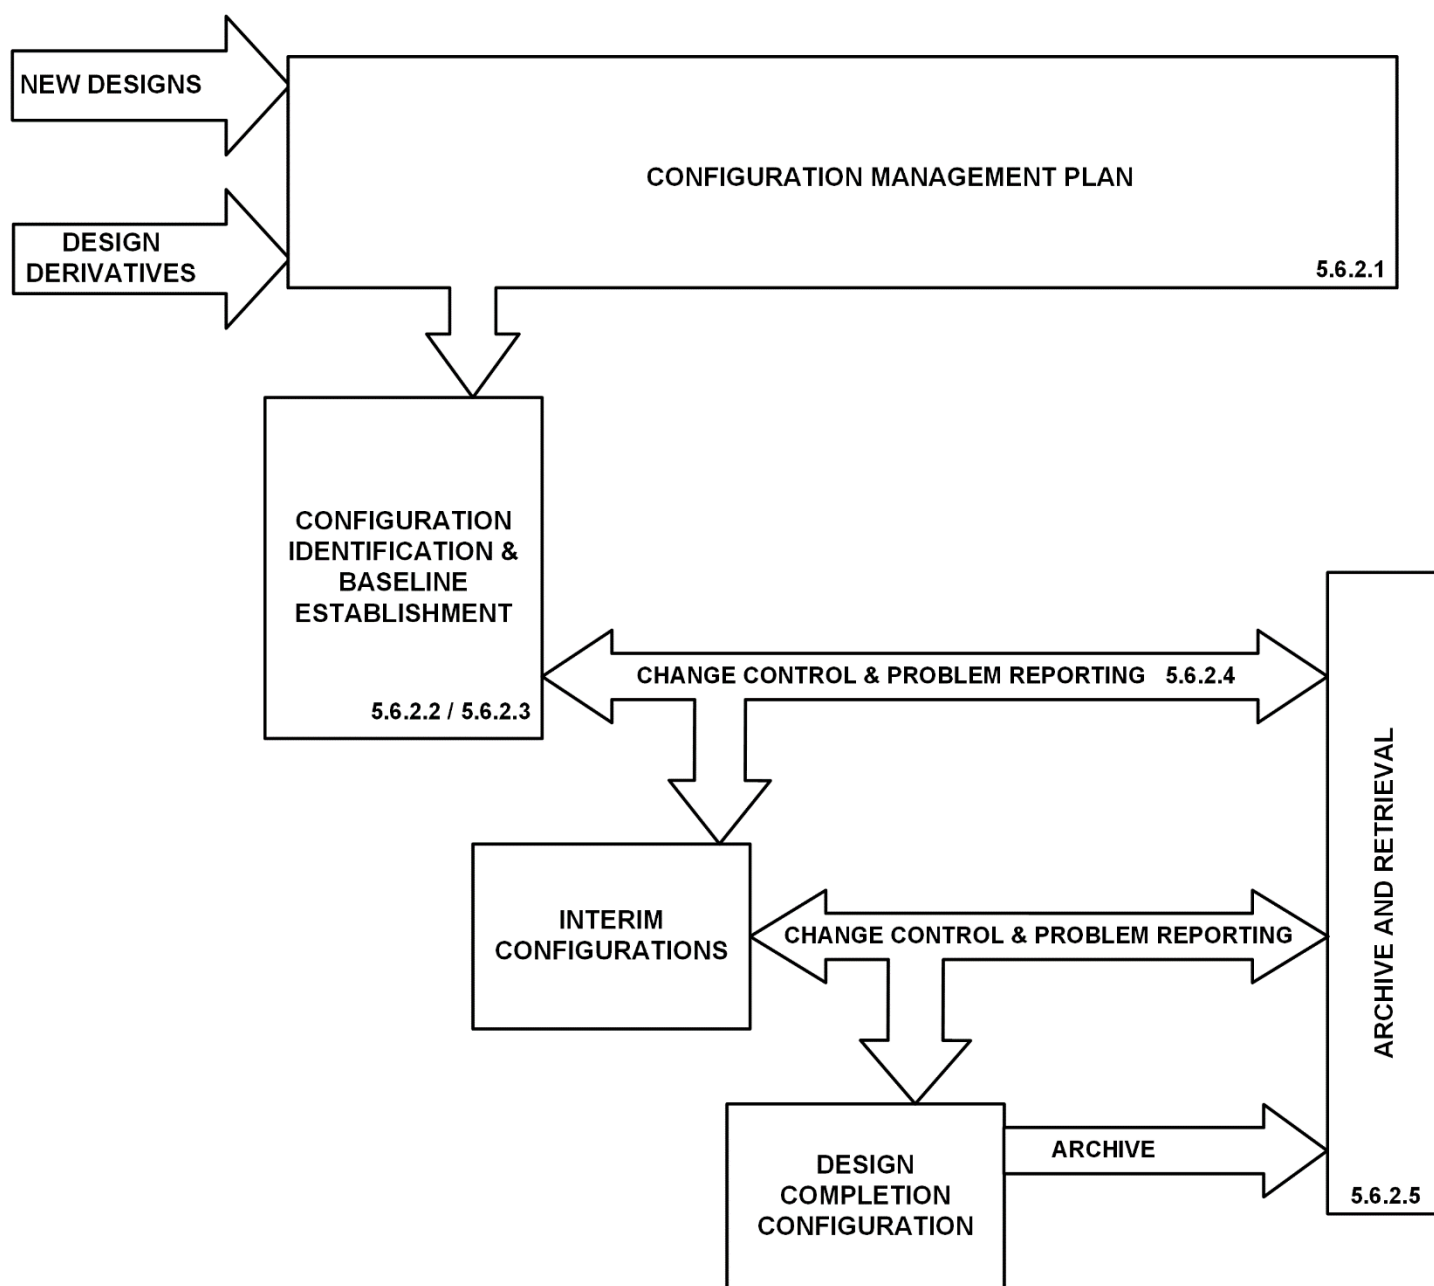 NEW DESIGNS
CONFIGURATION MANAGEMENT PLAN
DESIGN
DERIVATIVES
5.6.2.1
CONFIGURATION
IDENTIFICATION &
BASELINE
ESTABLISHMENT
5.6.2.2 / 5.6.2.3
CHANGE CONTROL & PROBLEM REPORTING 5.6.2.4
INTERIM
CONFIGURATIONS
CHANGE CONTROL & PROBLEM REPORTING
ARCHIVE AND RETRIEVAL
DESIGN
COMPLETION
CONFIGURATION
ARCHIVE
5.6.2.5